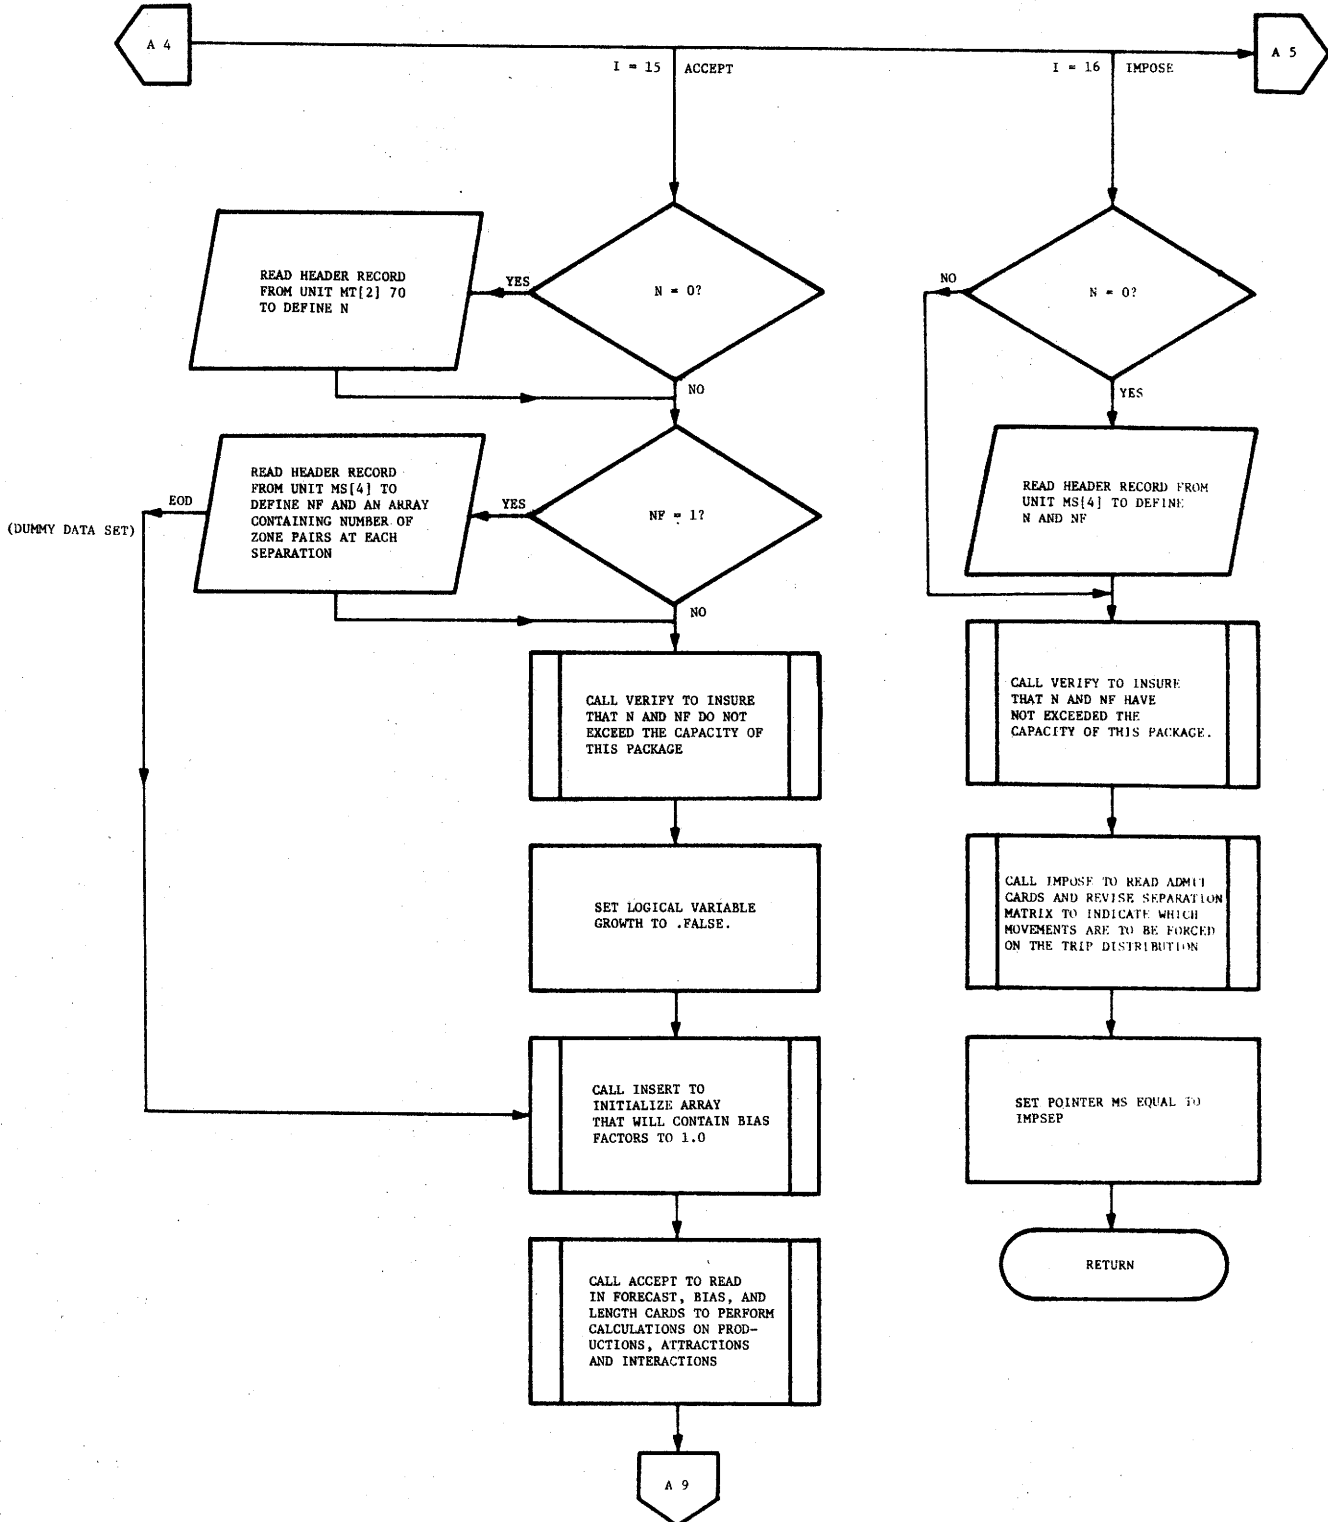 A 4
I = 15 ACCEPT
I = 16 IMPOSE
A 5
N = 0?
YES
NO
READ HEADER RECORD
FROM UNIT MT[2] 70
TO DEFINE N
NF = 1?
YES
NO
READ HEADER RECORD
FROM UNIT MS[4] TO
DEFINE NF AND AN ARRAY
CONTAINING NUMBER OF
ZONE PAIRS AT EACH
SEPARATION
EOD
(DUMMY DATA SET)
CALL VERIFY TO INSURE
THAT N AND NF DO NOT
EXCEED THE CAPACITY OF
THIS PACKAGE
SET LOGICAL VARIABLE
GROWTH TO .FALSE.
CALL INSERT TO
INITIALIZE ARRAY
THAT WILL CONTAIN BIAS
FACTORS TO 1.0
CALL ACCEPT TO READ
IN FORECAST, BIAS, AND
LENGTH CARDS TO PERFORM
CALCULATIONS ON PROD-
UCTIONS, ATTRACTIONS
AND INTERACTIONS
A 9
N = 0?
NO
YES
READ HEADER RECORD FROM
UNIT MS[4] TO DEFINE
N AND NF
CALL VERIFY TO INSURE
THAT N AND NF HAVE
NOT EXCEEDED THE
CAPACITY OF THIS PACKAGE.
CALL IMPOSE TO READ ADMIT
CARDS AND REVISE SEPARATION
MATRIX TO INDICATE WHICH
MOVEMENTS ARE TO BE FORCED
ON THE TRIP DISTRIBUTION
SET POINTER MS EQUAL TO
IMPSEP
RETURN